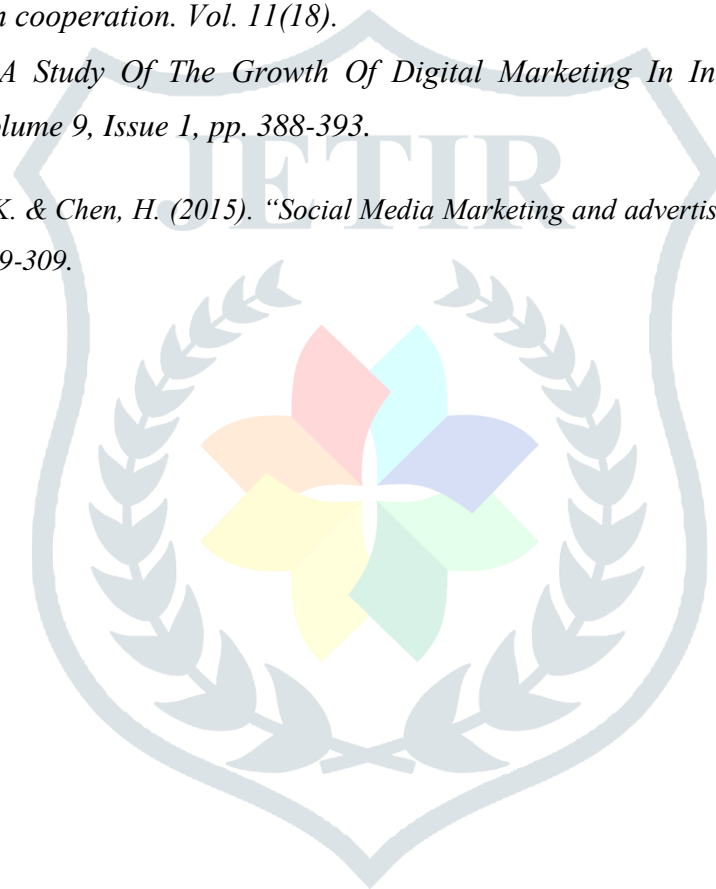 n cooperation. Vol. 11(18).
A Study Of The Growth Of Digital Marketing In In
lume 9, Issue 1, pp. 388-393.
JETIR
K. & Chen, H. (2015). “Social Media Marketing and advertis
9-309.